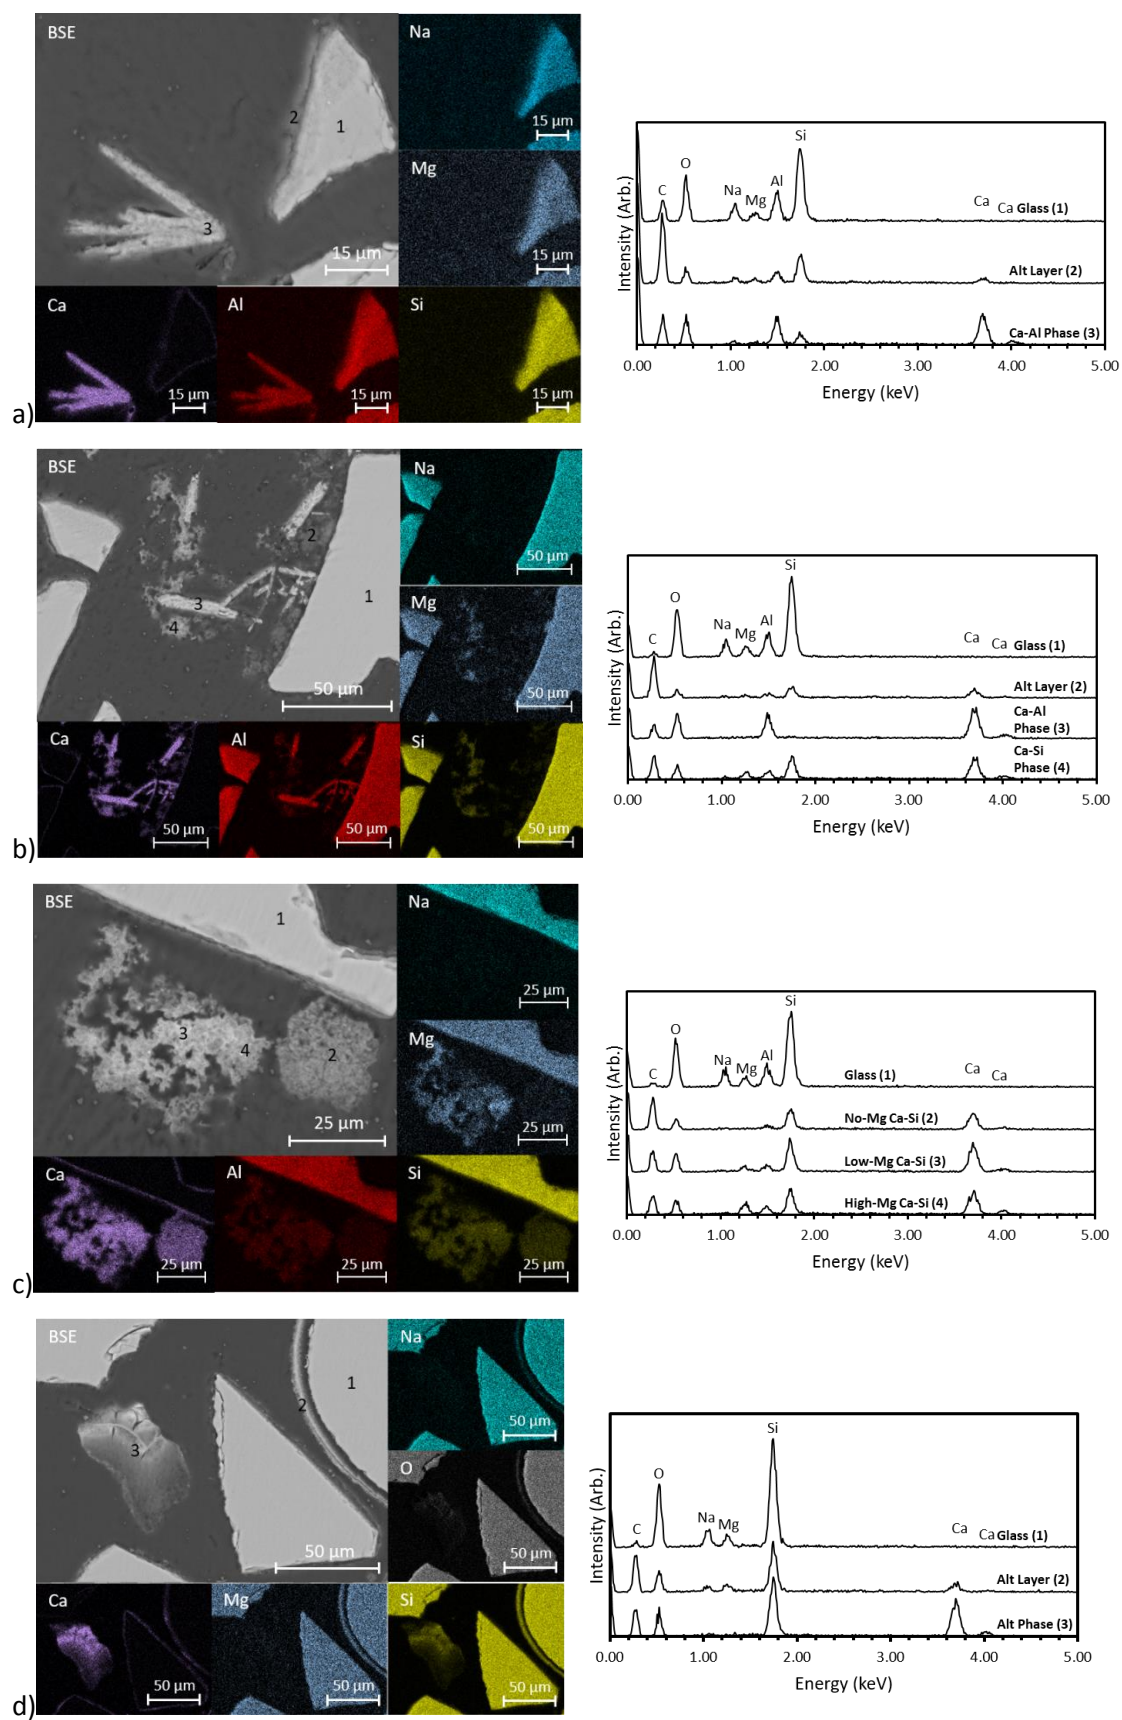 BSE
1
2
3
15 µm
Na
15 µm
Mg
15 µm
Ca
15 µm
Al
15 µm
Si
15 µm
a)
Intensity (Arb.)
C
O
Na
Mg
Al
Si
Ca
Ca
Glass (1)
Alt Layer (2)
Ca-Al Phase (3)
0.00 1.00 2.00 3.00 4.00 5.00
Energy (keV)
BSE
1
2
3
4
50 µm
Na
50 µm
Mg
50 µm
Ca
50 µm
Al
50 µm
Si
50 µm
b)
Intensity (Arb.)
C
O
Na
Mg
Al
Si
Ca
Ca
Glass (1)
Alt Layer (2)
Ca-Al
Phase (3)
Ca-Si
Phase (4)
0.00 1.00 2.00 3.00 4.00 5.00
Energy (keV)
BSE
1
2
3
4
25 µm
Na
25 µm
Mg
25 µm
Ca
25 µm
Al
25 µm
Si
25 µm
c)
Intensity (Arb.)
C
O
Na
Mg
Al
Si
Ca
Ca
Glass (1)
No-Mg Ca-Si (2)
Low-Mg Ca-Si (3)
High-Mg Ca-Si (4)
0.00 1.00 2.00 3.00 4.00 5.00
Energy (keV)
BSE
1
2
3
50 µm
Na
50 µm
O
50 µm
Ca
50 µm
Mg
50 µm
Si
50 µm
d)
Intensity (Arb.)
C
O
Na
Mg
Si
Ca
Ca
Glass (1)
Alt Layer (2)
Alt Phase (3)
0.00 1.00 2.00 3.00 4.00 5.00
Energy (keV)